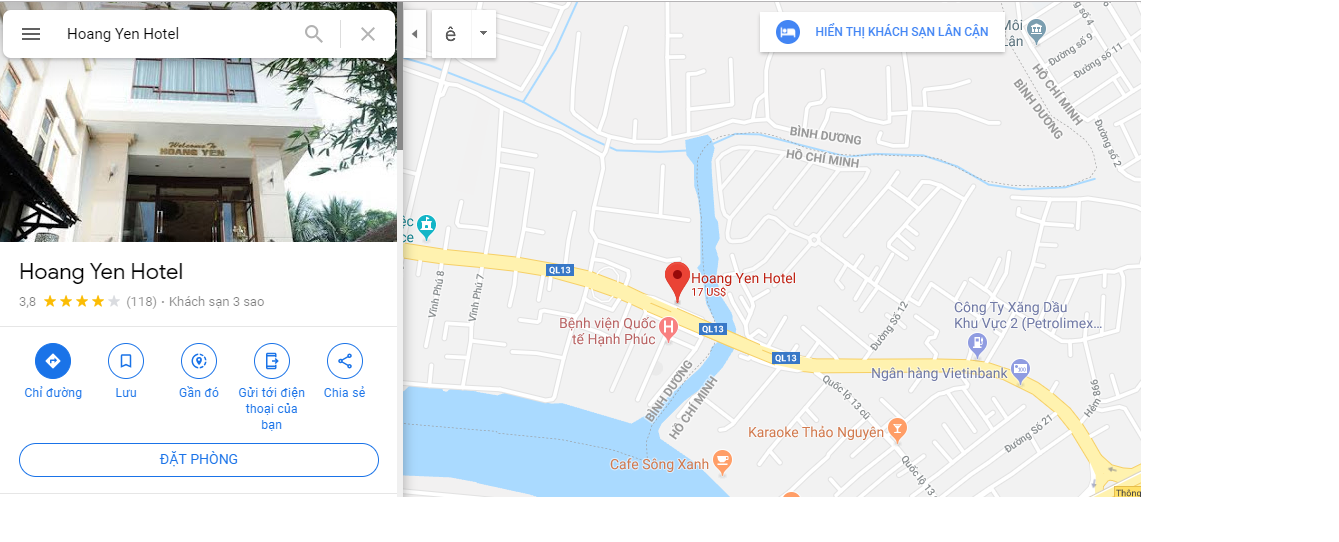 Hoang Yen Hotel
ê
HIỂN THỊ KHÁCH SẠN LÂN CẬN
Welcome To
HOANG YEN
Hoang Yen Hotel
3,8 (118) · Khách sạn 3 sao
Chỉ đường
Lưu
Gần đó
Gửi tới điện
thoại của
bạn
Chia sẻ
ĐẶT PHÒNG
Môi
Lân
Đường số 4
Đường số 9
Đường số 11
HỒ CHÍ MINH
BÌNH DƯƠNG
Đường số 2
BÌNH DƯƠNG
HỒ CHÍ MINH
ệc
ce
QL13
Vĩnh Phú 8
Vĩnh Phú 7
Hoang Yen Hotel
17 US$
Bệnh viện Quốc
tế Hạnh Phúc
QL13
QL13
Đường Số 12
Công Ty Xăng Dầu
Khu Vực 2 (Petrolimex...
Ngân hàng Vietinbank
Hẻm 998
BÌNH DƯƠNG
HỒ CHÍ MINH
Quốc lộ 13 cũ
Đường Số 21
Karaoke Thảo Nguyên
Cafe Sông Xanh
Quốc lộ 13
Thông